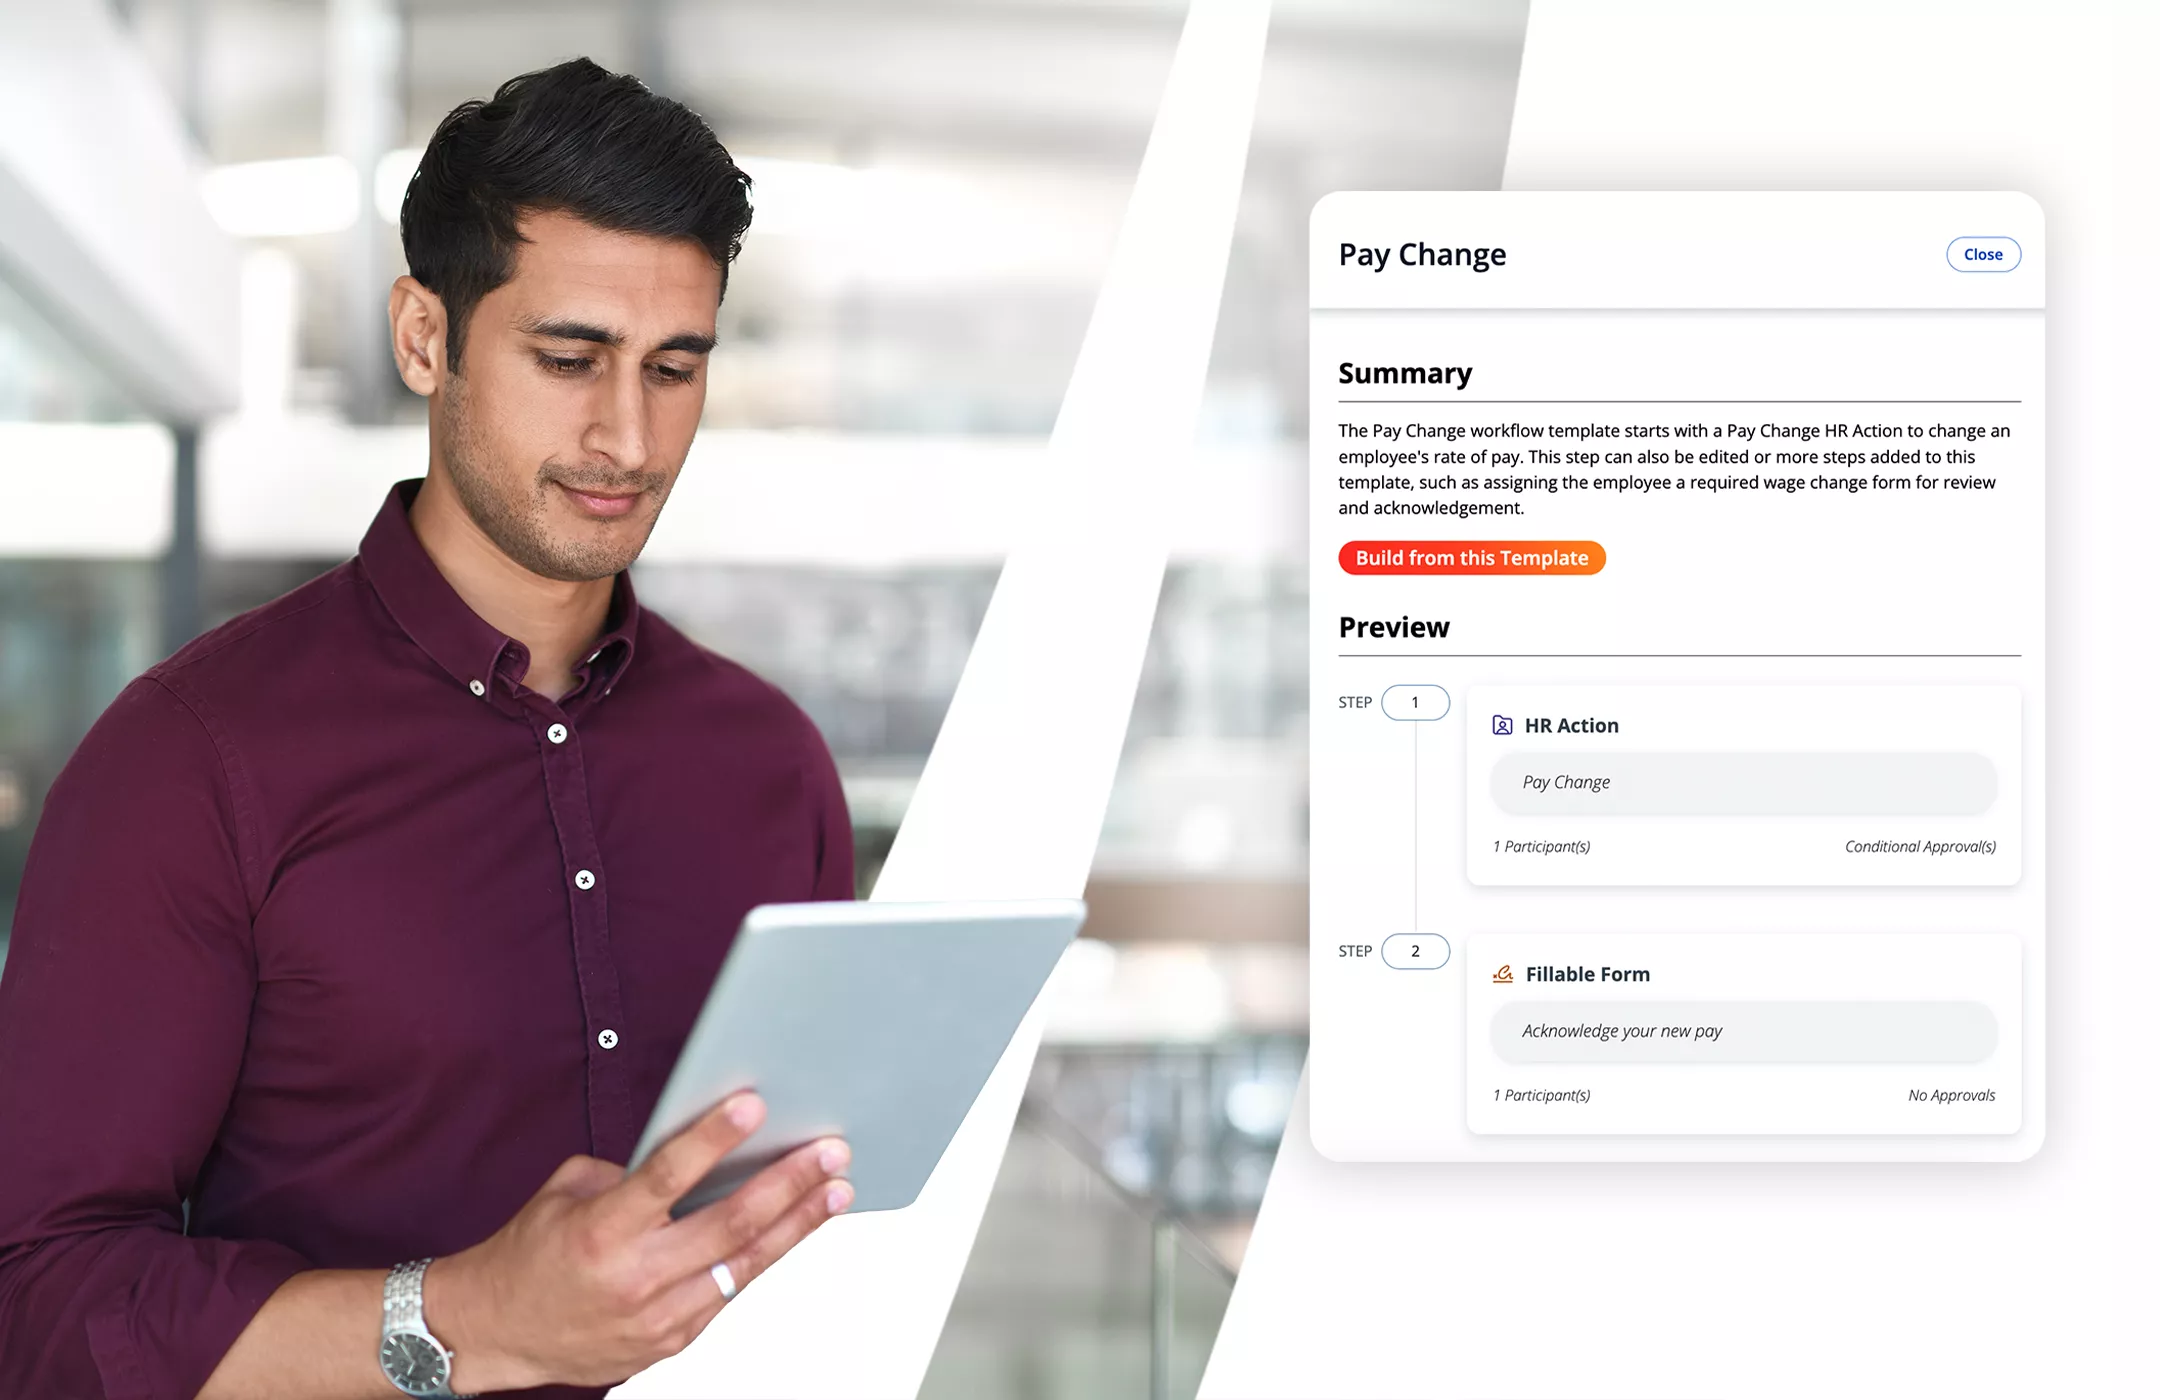 Pay Change
Close
Summary
The Pay Change workflow template starts with a Pay Change HR Action to change an
employee's rate of pay. This step can also be edited or more steps added to this
template, such as assigning the employee a required wage change form for review
and acknowledgement.
Build from this Template
Preview
STEP 1
HR Action
Pay Change
1 Participant(s) Conditional Approval(s)
STEP 2
Fillable Form
Acknowledge your new pay
1 Participant(s) No Approvals